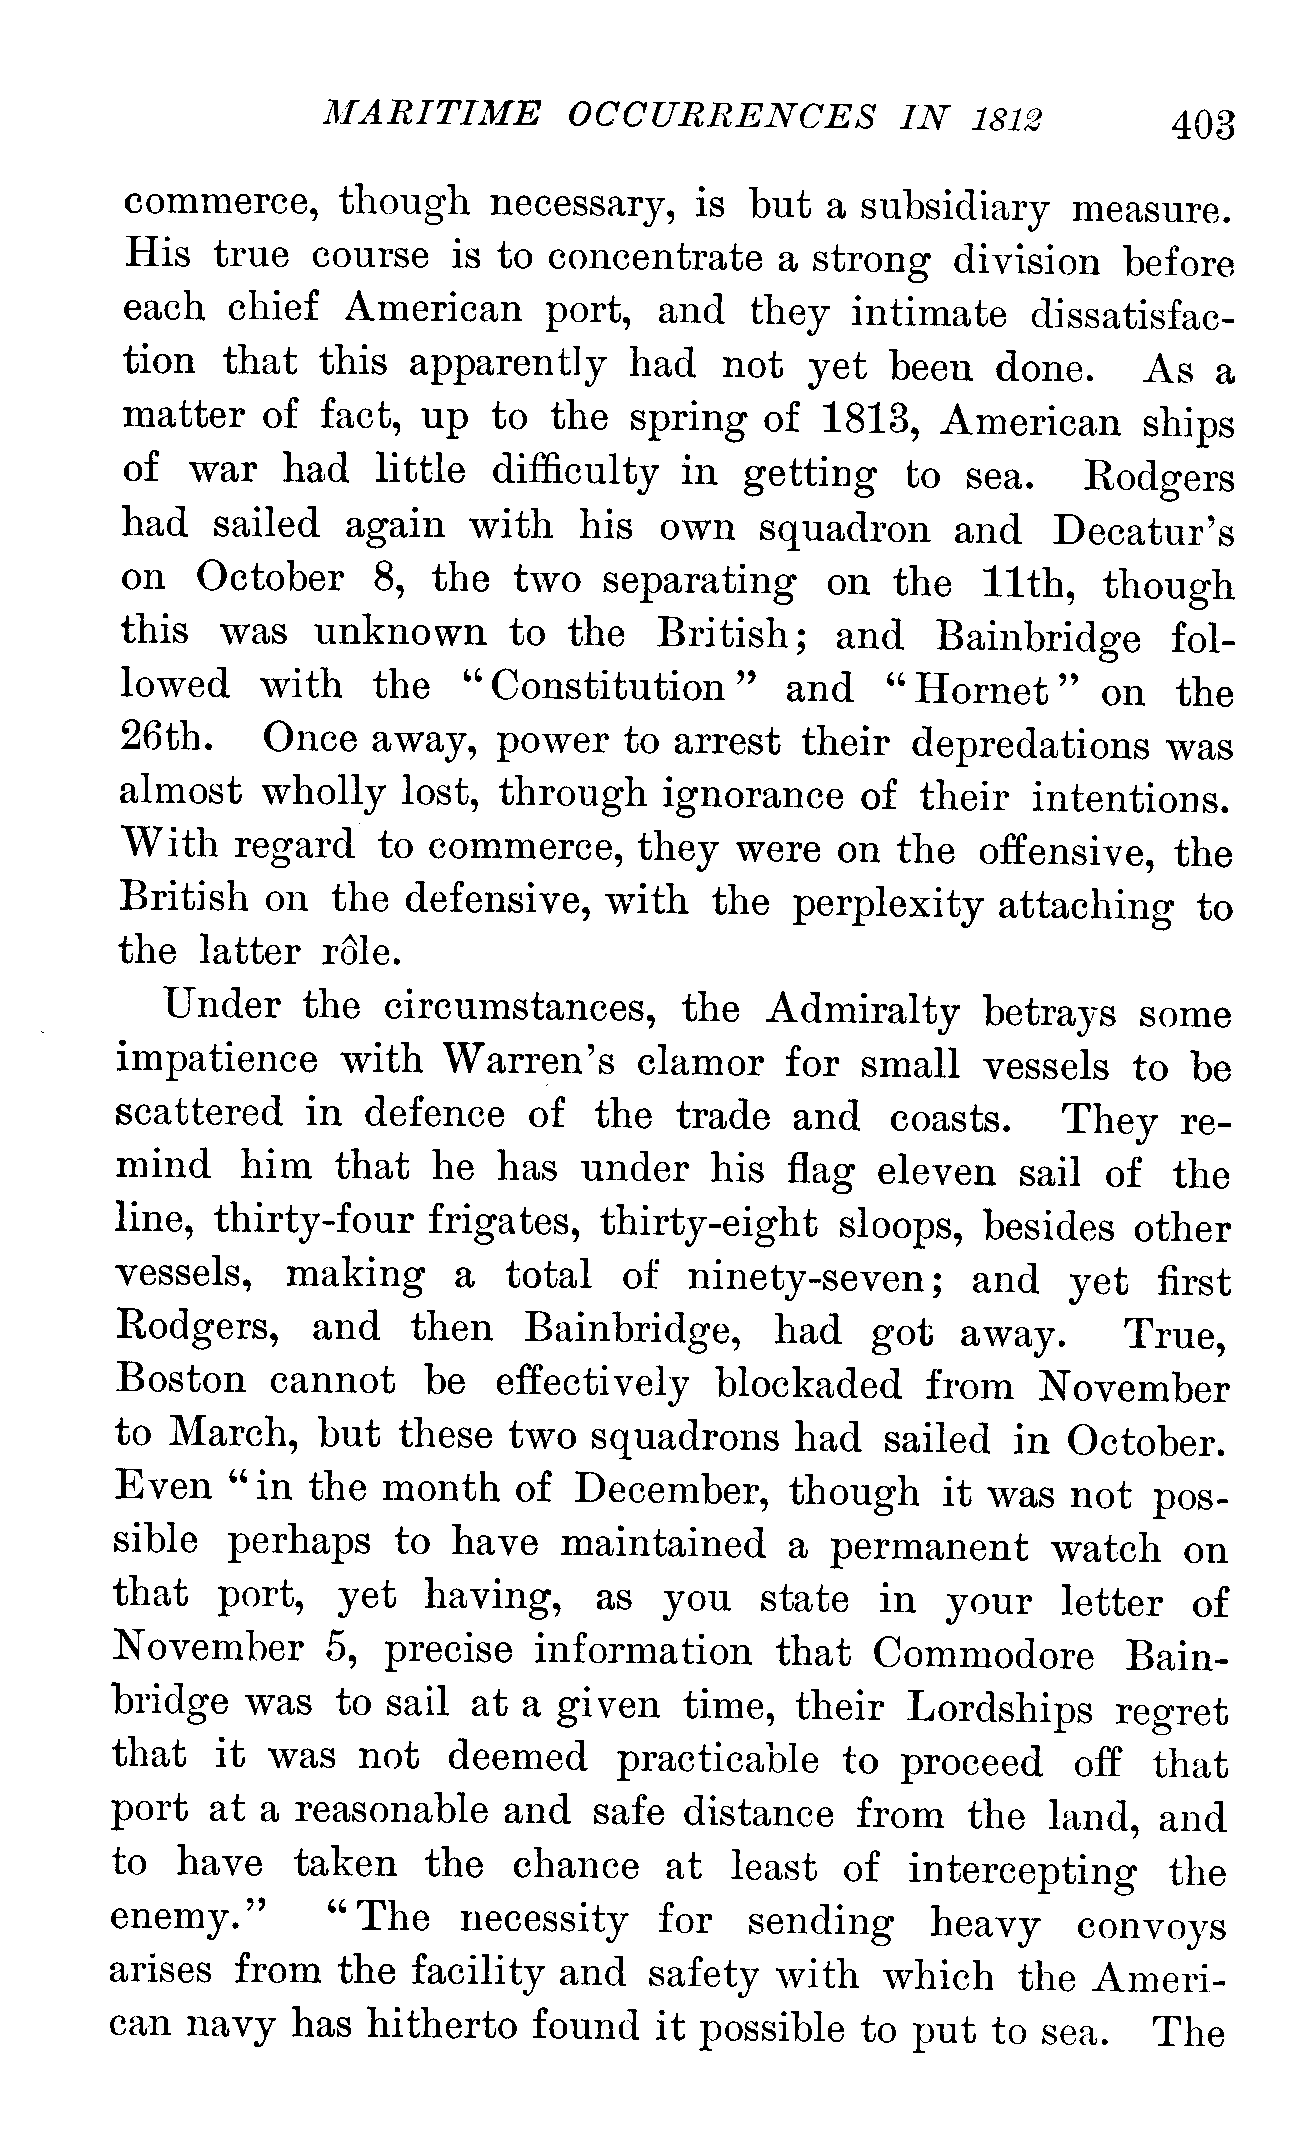 MARITIME OCCURRENCES IN 1812 403
commerce, though necessary, is but a subsidiary measure.
His true course is to concentrate a strong division before
each chief American port, and they intimate dissatisfac-
tion that this apparently had not yet been done. As a
matter of fact, up to the spring of 1813, American ships
of war had little difficulty in getting to sea. Rodgers
had sailed again with his own squadron and Decatur's
on October 8, the two separating on the 11th, though
this was unknown to the British; and Bainbridge fol-
lowed with the "Constitution" and "Hornet" on the
26th. Once away, power to arrest their depredations was
almost wholly lost, through ignorance of their intentions.
With regard to commerce, they were on the offensive, the
British on the defensive, with the perplexity attaching to
the latter rôle.
Under the circumstances, the Admiralty betrays some
impatience with Warren's clamor for small vessels to be
scattered in defence of the trade and coasts. They re-
mind him that he has under his flag eleven sail of the
line, thirty-four frigates, thirty-eight sloops, besides other
vessels, making a total of ninety-seven; and yet first
Rodgers, and then Bainbridge, had got away. True,
Boston cannot be effectively blockaded from November
to March, but these two squadrons had sailed in October.
Even "in the month of December, though it was not pos-
sible perhaps to have maintained a permanent watch on
that port, yet having, as you state in your letter of
November 5, precise information that Commodore Bain-
bridge was to sail at a given time, their Lordships regret
that it was not deemed practicable to proceed off that
port at a reasonable and safe distance from the land, and
to have taken the chance at least of intercepting the
enemy." "The necessity for sending heavy convoys
arises from the facility and safety with which the Ameri-
can navy has hitherto found it possible to put to sea. The